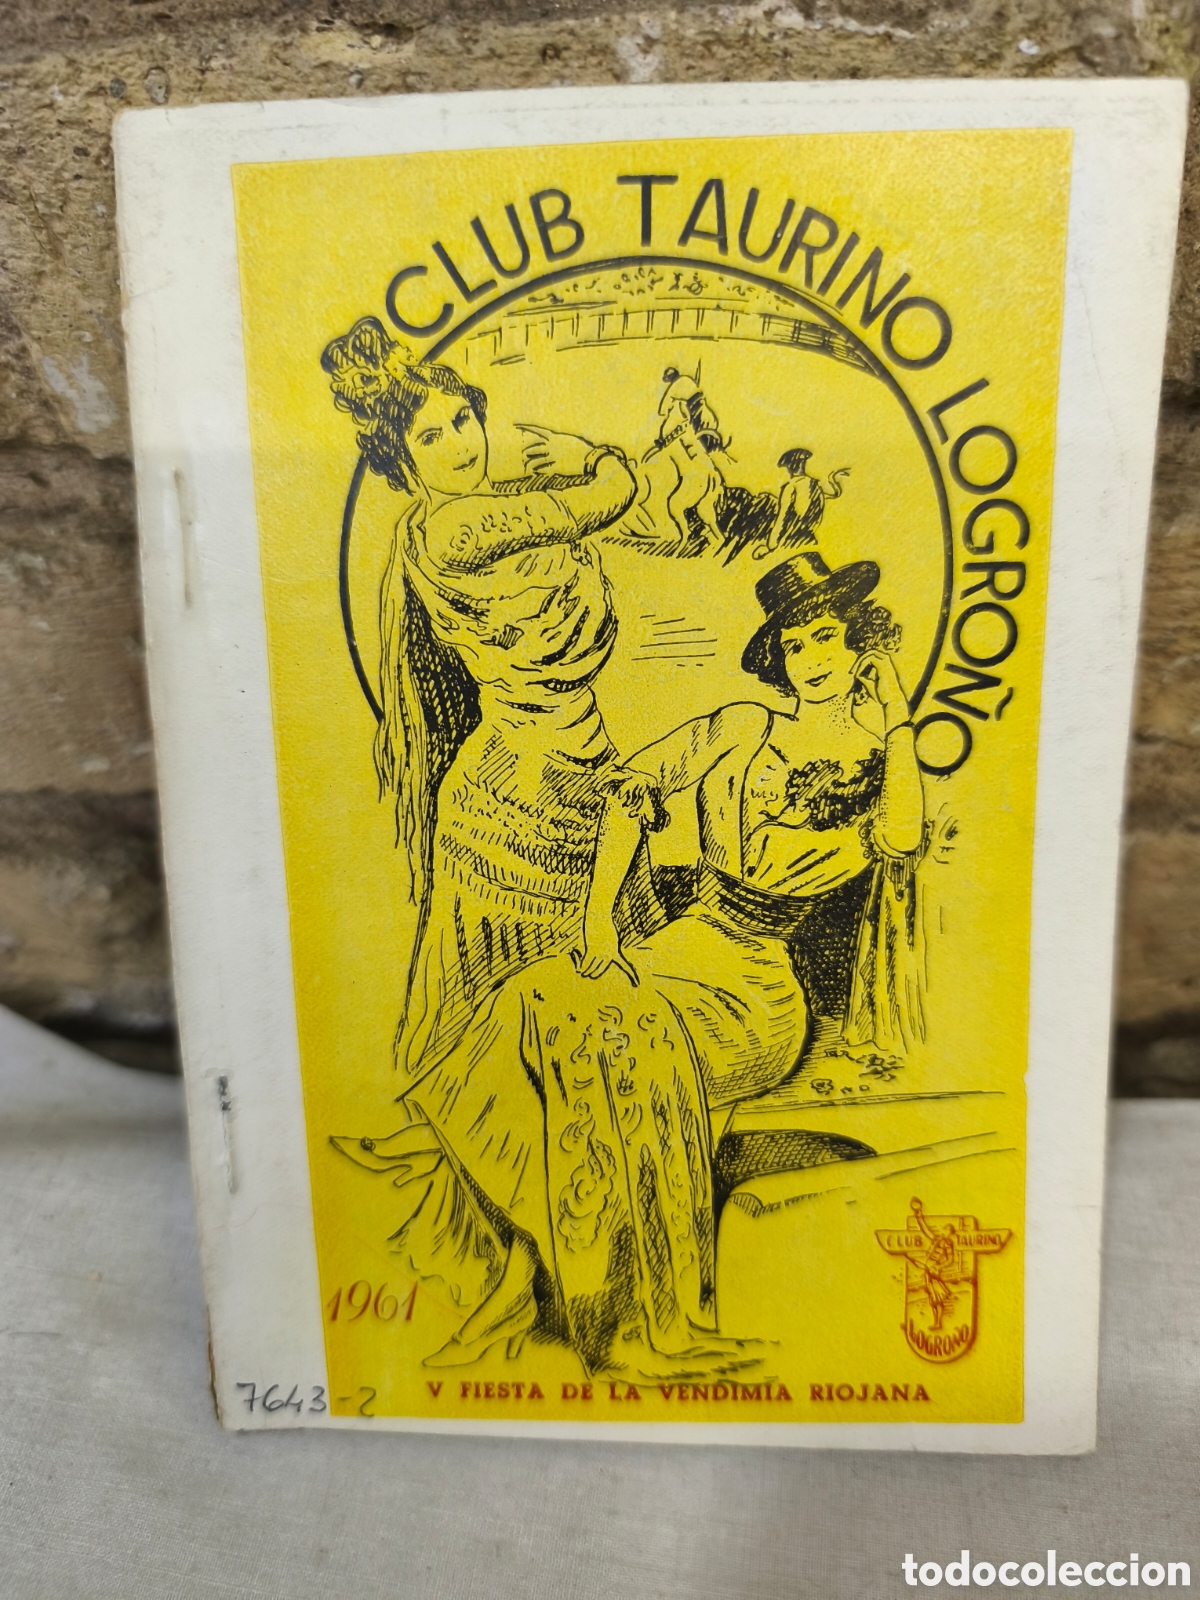 CLUB TAURINO LOGROÑO
CLUB TAURINO
LOGROÑO
1961
V FIESTA DE LA VENDIMIA RIOJANA
7643-2
todocoleccion